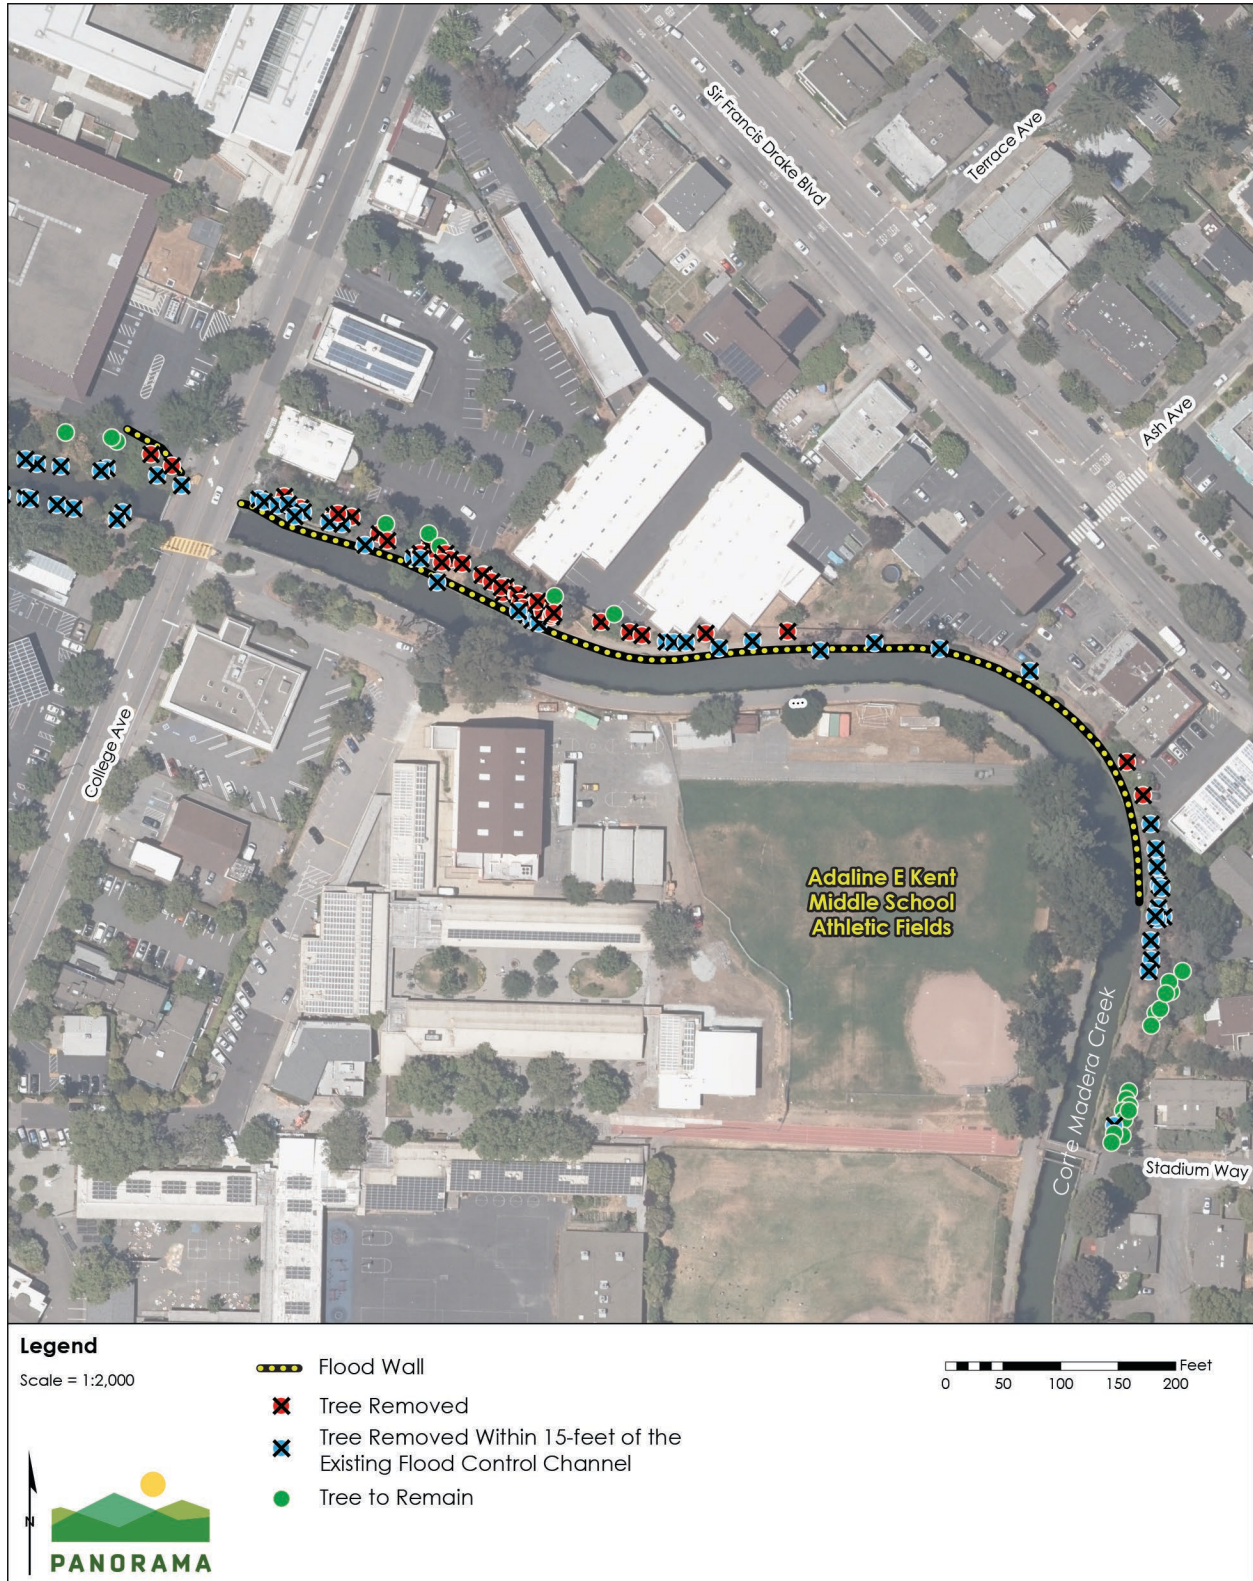 Sir Francis Drake Blvd
Terrace Ave
Ash Ave
College Ave
Adaline E Kent
Middle School
Athletic Fields
Corte Madera Creek
Stadium Way
Legend
Scale = 1:2,000
Flood Wall
Tree Removed
Tree Removed Within 15-feet of the
Existing Flood Control Channel
Tree to Remain
Feet
0 50 100 150 200
N
PANORAMA